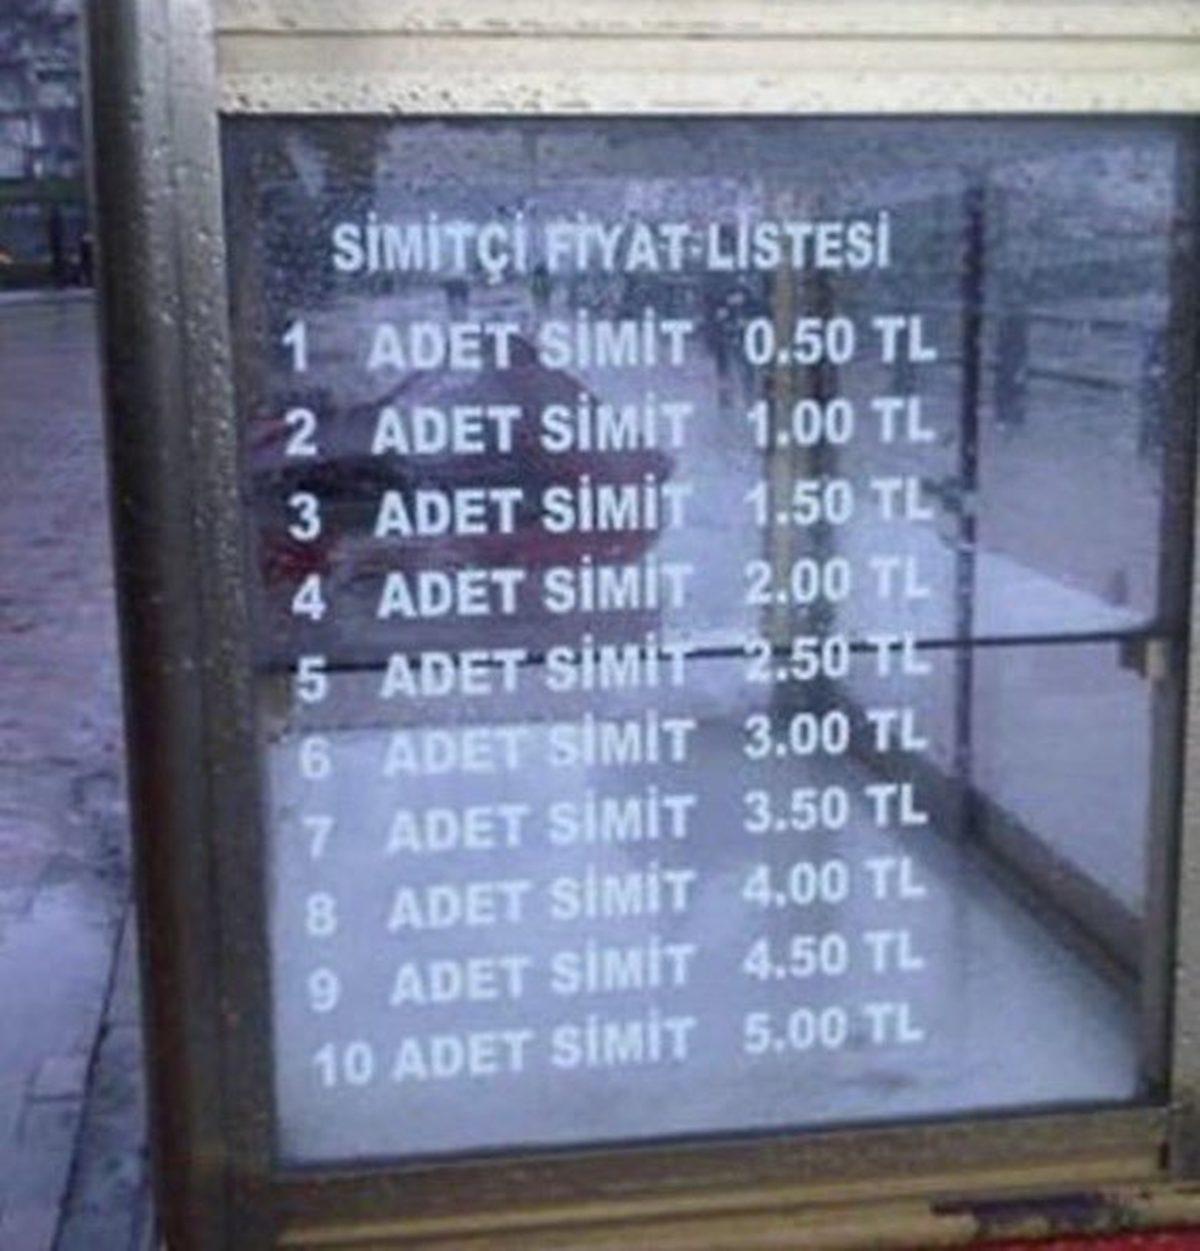 SİMİTÇİ FİYAT LİSTESİ
1 ADET SİMİT 0.50 TL
2 ADET SİMİT 1.00 TL
3 ADET SİMİT 1.50 TL
4 ADET SİMİT 2.00 TL
5 ADET SİMİT 2.50 TL
6 ADET SİMİT 3.00 TL
7 ADET SİMİT 3.50 TL
8 ADET SİMİT 4.00 TL
9 ADET SİMİT 4.50 TL
10 ADET SİMİT 5.00 TL